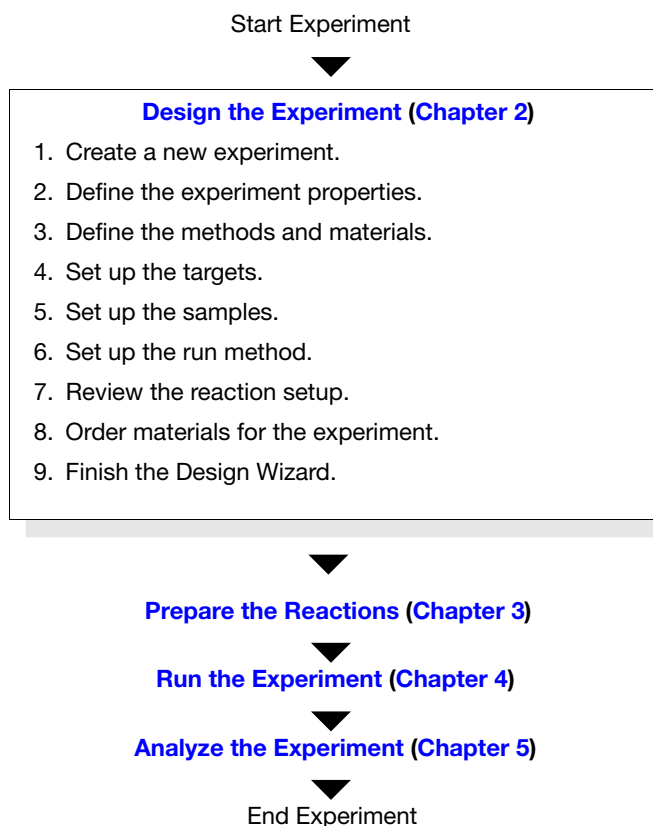 Start Experiment
Design the Experiment (Chapter 2)
1. Create a new experiment.
2. Define the experiment properties.
3. Define the methods and materials.
4. Set up the targets.
5. Set up the samples.
6. Set up the run method.
7. Review the reaction setup.
8. Order materials for the experiment.
9. Finish the Design Wizard.
Prepare the Reactions (Chapter 3)
Run the Experiment (Chapter 4)
Analyze the Experiment (Chapter 5)
End Experiment